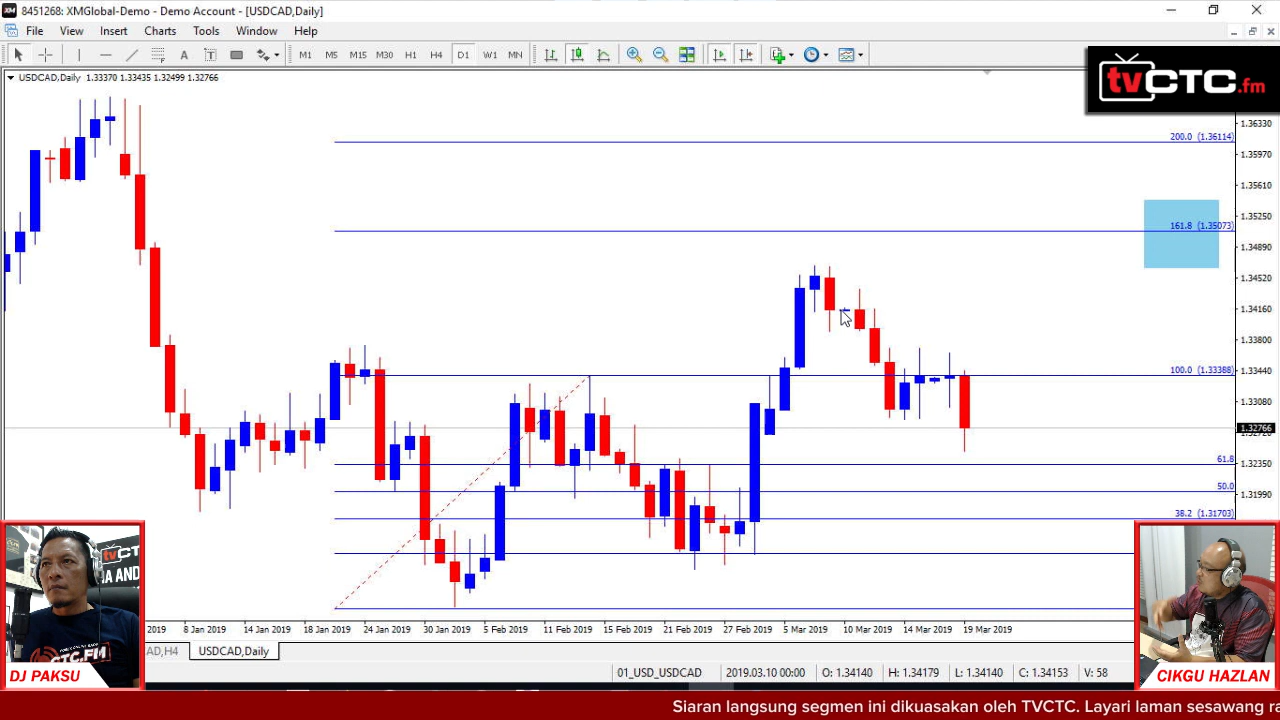 8451268: XMGlobal-Demo - Demo Account - [USDCAD,Daily]
File View Insert Charts Tools Window Help
A T M1 M5 M15 M30 H1 H4 D1 W1 MN
USDCAD,Daily 1.33370 1.33435 1.32499 1.32766
tvCTC.fm
1.36330
200.0 (1.36114)
1.35970
1.35610
1.35250
161.8 (1.35073)
1.34890
1.34520
1.34160
1.33800
100.0 (1.33388)
1.33440
1.33080
1.32766
61.8
1.32350
50.0
1.31990
38.2 (1.31703)
tvCTC
CTC.FM
2019 8 Jan 2019 14 Jan 2019 18 Jan 2019 24 Jan 2019 30 Jan 2019 5 Feb 2019 11 Feb 2019 15 Feb 2019 21 Feb 2019 27 Feb 2019 5 Mar 2019 10 Mar 2019 14 Mar 2019 19 Mar 2019
AD,H4 USDCAD,Daily
01_USD_USDCAD 2019.03.10 00:00 O: 1.34140 H: 1.34179 L: 1.34140 C: 1.34153 V: 58
DJ PAKSU
CIKGU HAZLAN
Siaran langsung segmen ini dikuasakan oleh TVCTC. Layari laman sesawang ra